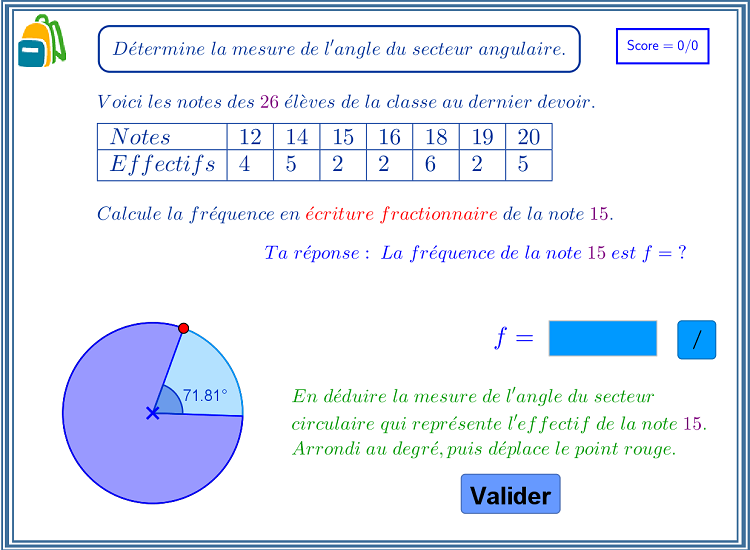 Détermine la mesure de l'angle du secteur angulaire.
Score = 0/0
Voici les notes des 26 élèves de la classe au dernier devoir.
Notes 12 14 15 16 18 19 20
Effectifs 4 5 2 2 6 2 5
Calcule la fréquence en écriture fractionnaire de la note 15.
Ta réponse : La fréquence de la note 15 est f = ?
f = /
71.81°
En déduire la mesure de l'angle du secteur
circulaire qui représente l'effectif de la note 15.
Arrondi au degré, puis déplace le point rouge.
Valider